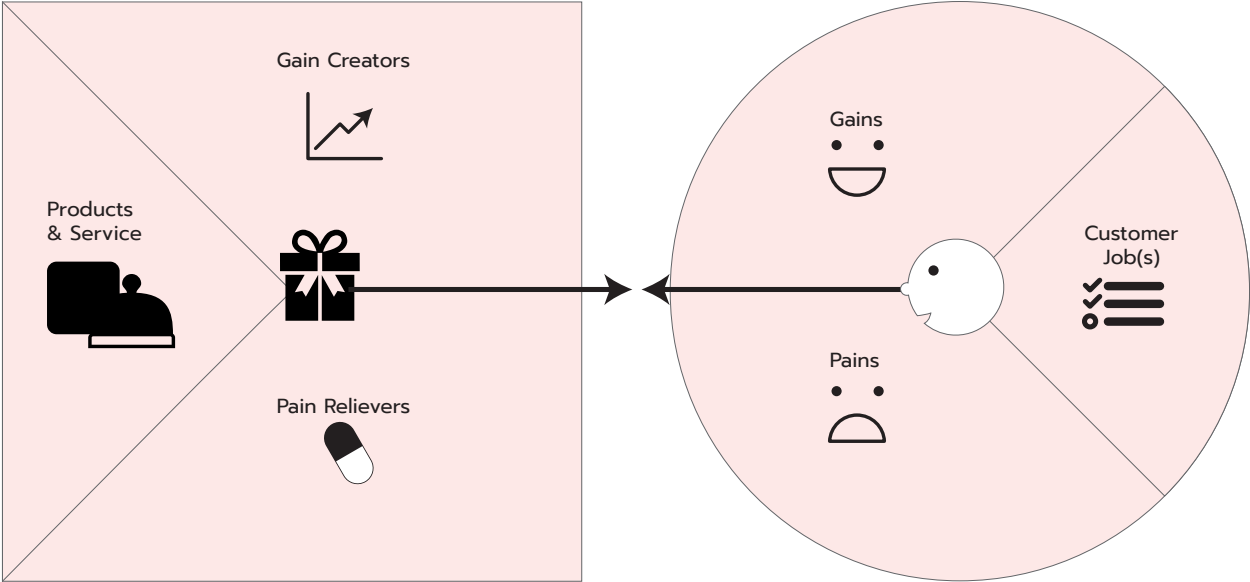 Gain Creators
Products
& Service
Pain Relievers
Gains
Customer
Job(s)
Pains